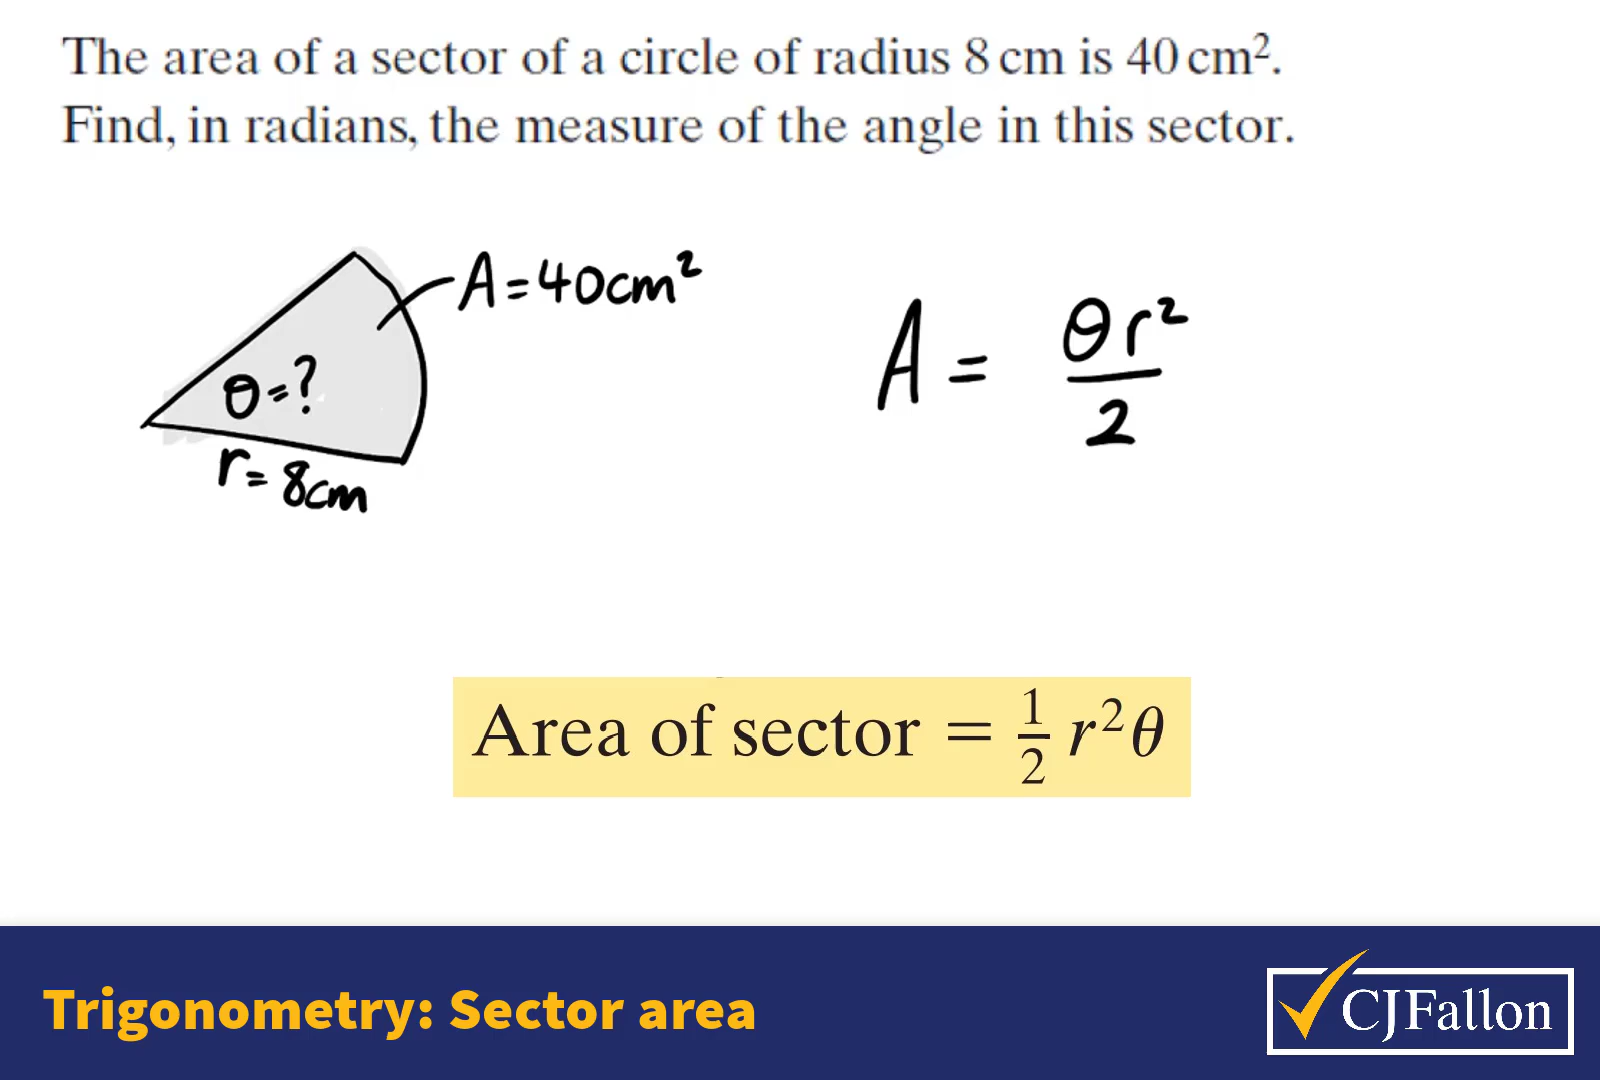 The area of a sector of a circle of radius 8 cm is 40 cm².
Find, in radians, the measure of the angle in this sector.
A=40cm²
θ=?
r=8cm
A = θr²/2
Area of sector = 1/2 r²θ
Trigonometry: Sector area
CJFallon